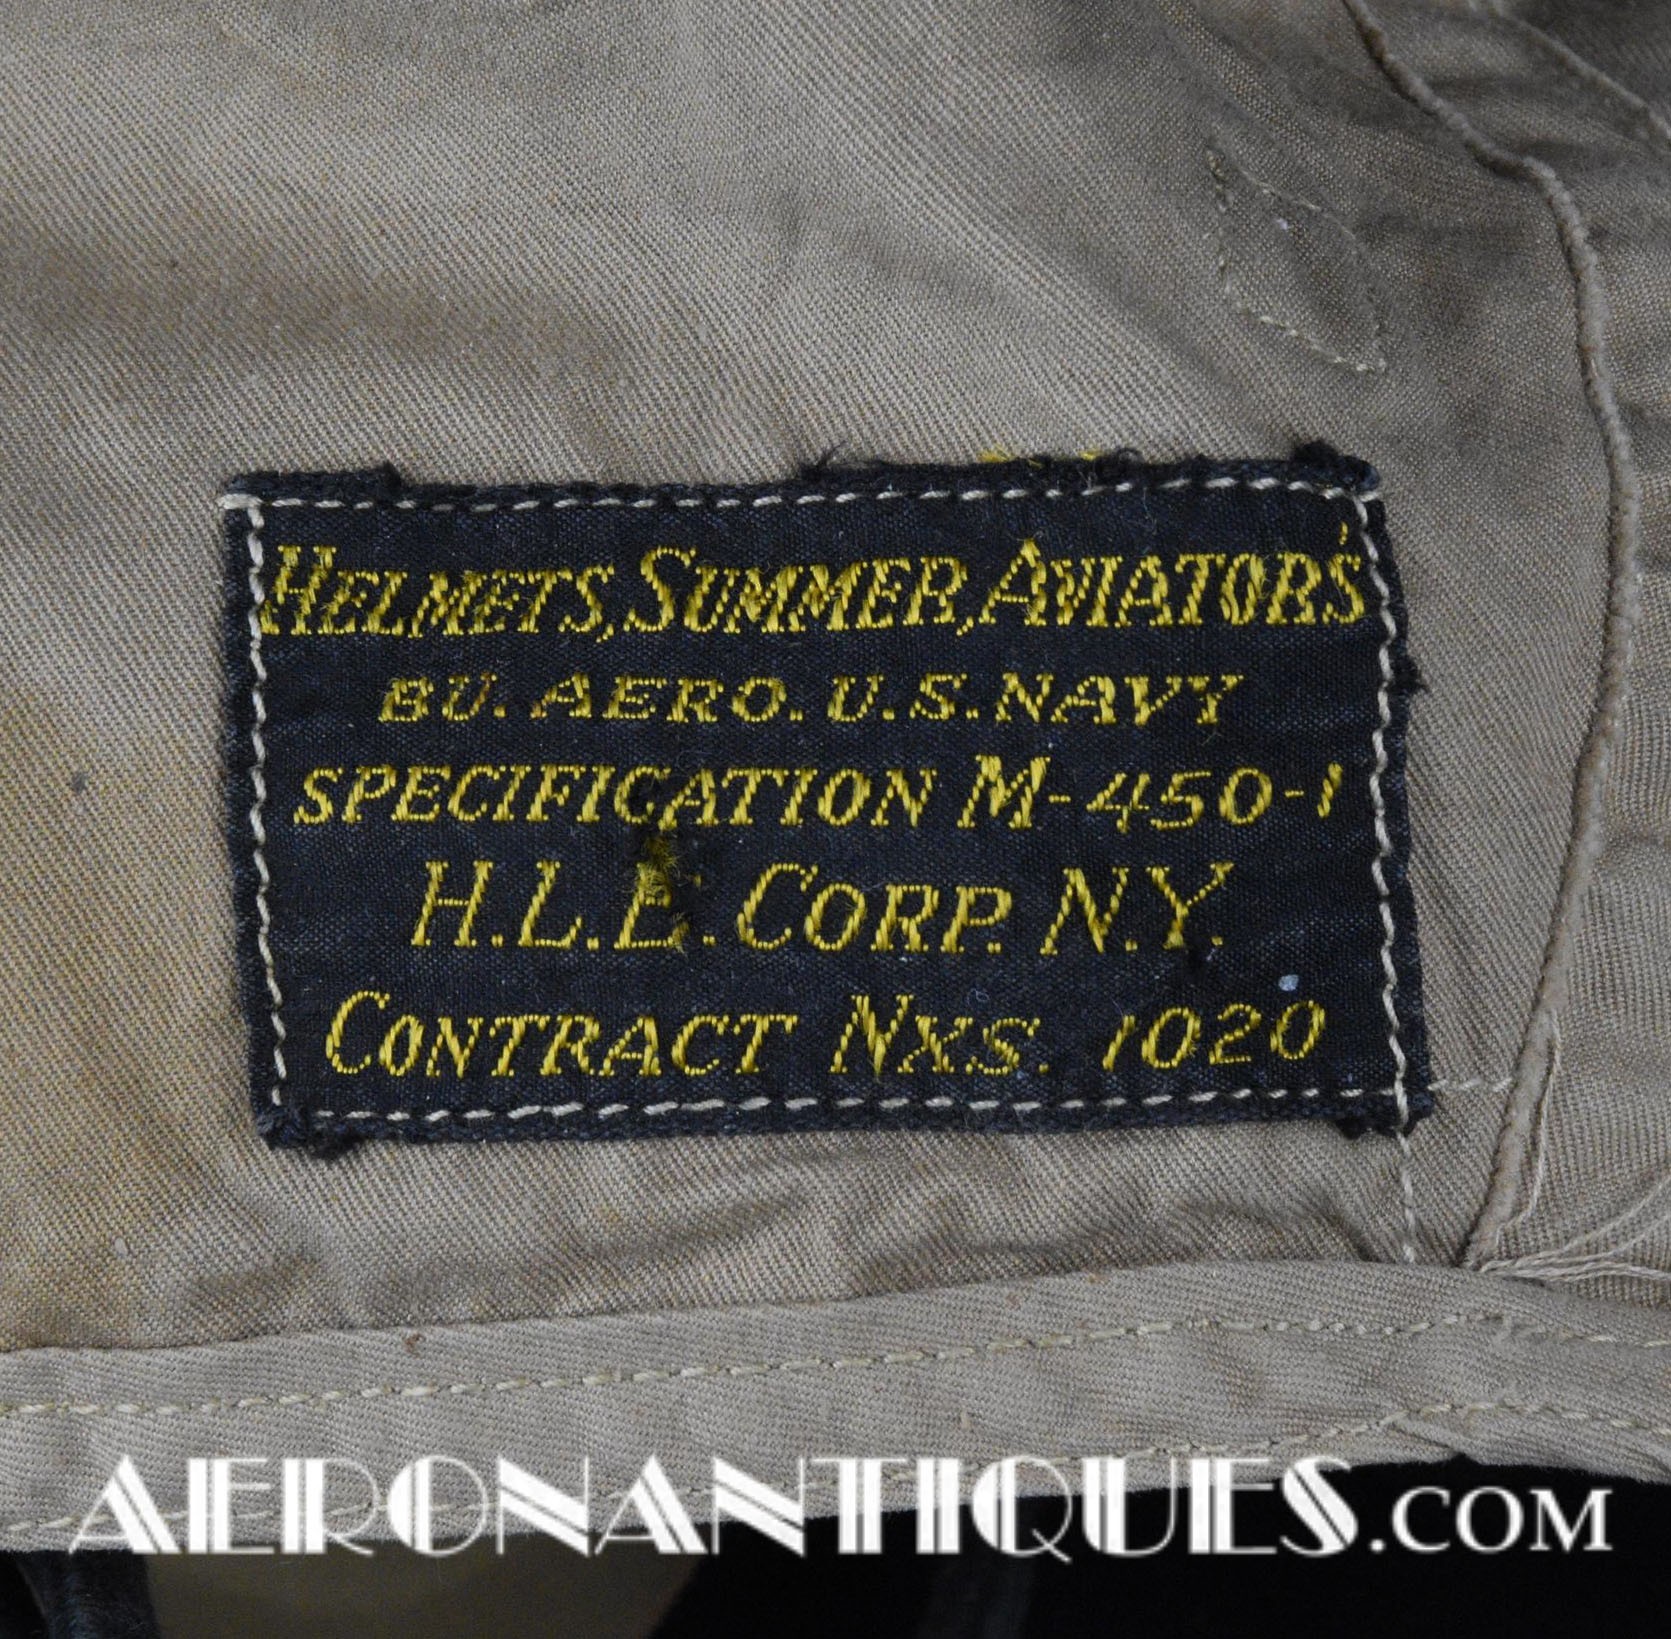 HELMETS, SUMMER, AVIATOR'S
BU. AERO. U.S. NAVY
SPECIFICATION M-450-1
H.L.E. CORP. N.Y.
CONTRACT NXS. 1020
AERONANTIQUES.COM